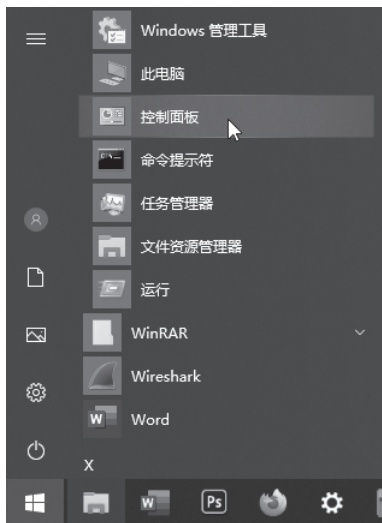 Windows 管理工具
此电脑
控制面板
命令提示符
任务管理器
文件资源管理器
运行
WinRAR
Wireshark
W Word
X
W Ps